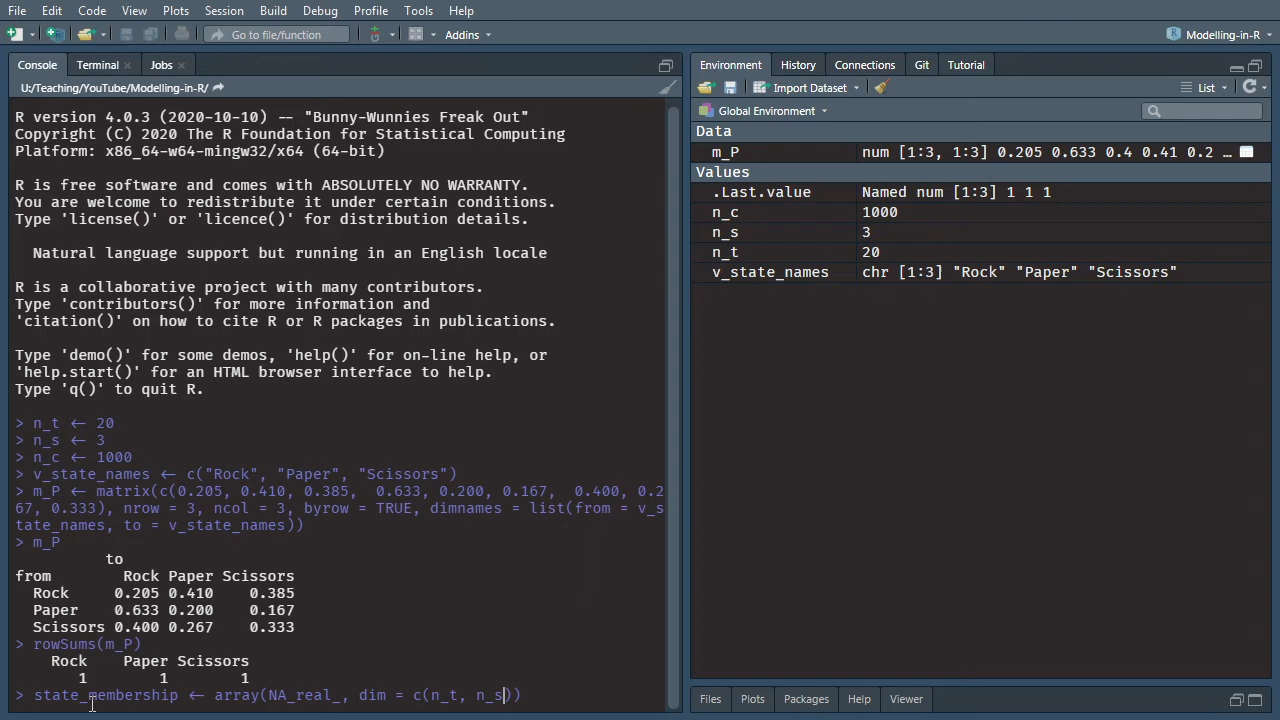 File Edit Code View Plots Session Build Debug Profile Tools Help
Go to file/function Addins Modelling-in-R
Console Terminal Jobs
U:/Teaching/YouTube/Modelling-in-R/
R version 4.0.3 (2020-10-10) -- "Bunny-Wunnies Freak Out"
Copyright (C) 2020 The R Foundation for Statistical Computing
Platform: x86_64-w64-mingw32/x64 (64-bit)
R is free software and comes with ABSOLUTELY NO WARRANTY.
You are welcome to redistribute it under certain conditions.
Type 'license()' or 'licence()' for distribution details.
Natural language support but running in an English locale
R is a collaborative project with many contributors.
Type 'contributors()' for more information and
'citation()' on how to cite R or R packages in publications.
Type 'demo()' for some demos, 'help()' for on-line help, or
'help.start()' for an HTML browser interface to help.
Type 'q()' to quit R.
> n_t <- 20
> n_s <- 3
> n_c <- 1000
> v_state_names <- c("Rock", "Paper", "Scissors")
> m_P <- matrix(c(0.205, 0.410, 0.385,  0.633, 0.200, 0.167,  0.400, 0.2
67, 0.333), nrow = 3, ncol = 3, byrow = TRUE, dimnames = list(from = v_s
tate_names, to = v_state_names))
> m_P
to
from Rock Paper Scissors
Rock 0.205 0.410 0.385
Paper 0.633 0.200 0.167
Scissors 0.400 0.267 0.333
> rowSums(m_P)
Rock Paper Scissors
1 1 1
> state_membership <- array(NA_real_, dim = c(n_t, n_s))
Environment History Connections Git Tutorial
Import Dataset List
Global Environment
Data
m_P num [1:3, 1:3] 0.205 0.633 0.4 0.41 0.2 …
Values
.Last.value Named num [1:3] 1 1 1
n_c 1000
n_s 3
n_t 20
v_state_names chr [1:3] "Rock" "Paper" "Scissors"
Files Plots Packages Help Viewer